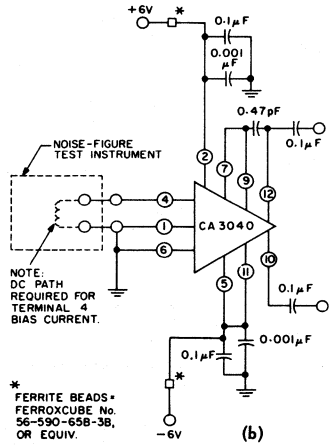 +6V
*
0.1µF
0.001
µF
0.47pF
0.1µF
NOISE-FIGURE
TEST INSTRUMENT
2
7
9
12
4
1
6
CA 3040
5
11
10
NOTE:
DC PATH
REQUIRED FOR
TERMINAL 4
BIAS CURRENT.
0.1µF
0.1µF
0.001µF
*
*
FERRITE BEADS=
FERROXCUBE No.
56-590-65B-3B,
OR EQUIV.
-6V
(b)